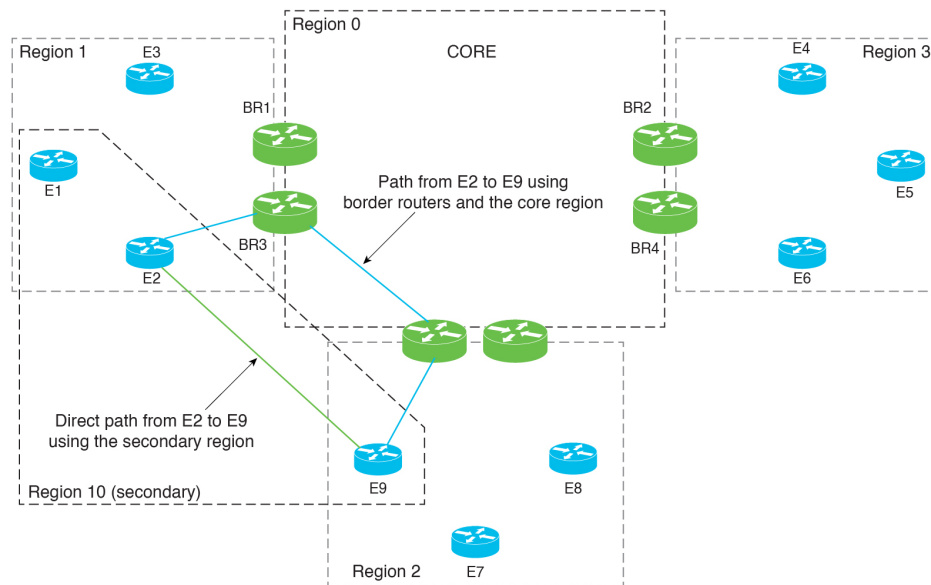 Region 0
Region 1
E3
CORE
E4
Region 3
BR1
BR2
E1
Path from E2 to E9 using
border routers and the core region
E5
BR3
BR4
E2
E6
Direct path from E2 to E9
using the secondary region
Region 10 (secondary)
E9
E8
Region 2
E7